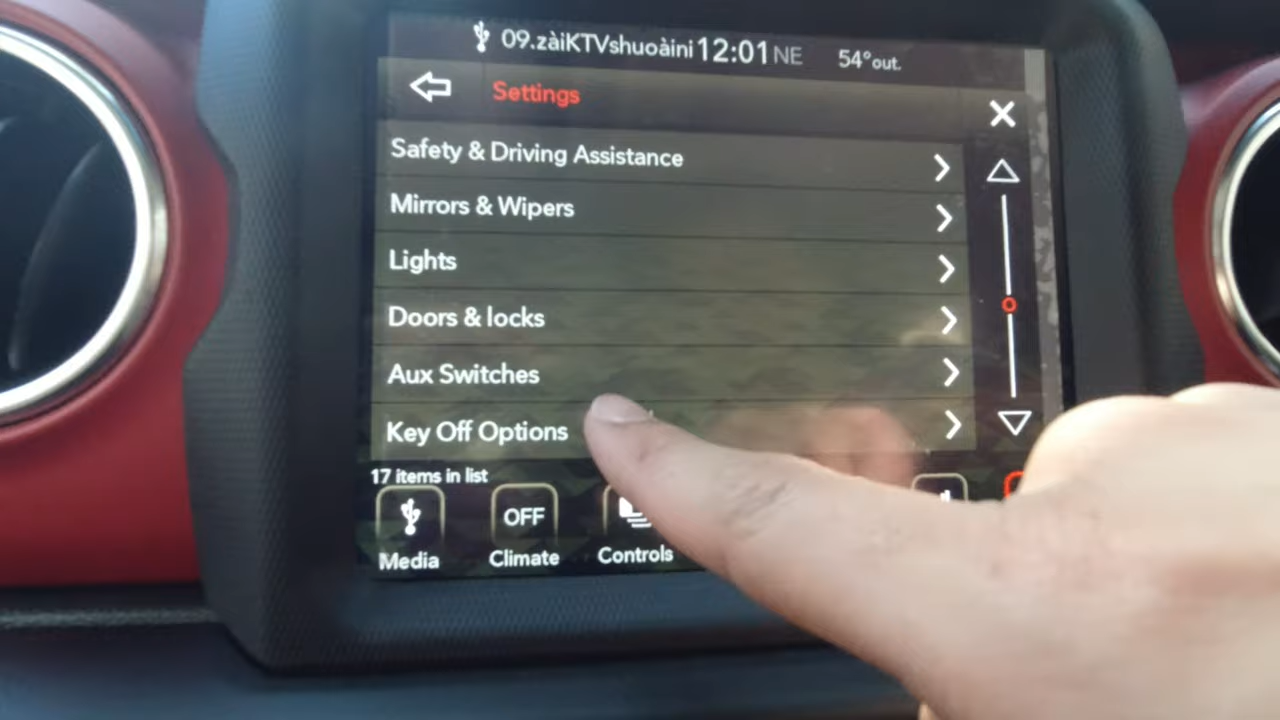 09.zàiKTVshuoàini 12:01 NE 54°out.
Settings
Safety & Driving Assistance
Mirrors & Wipers
Lights
Doors & locks
Aux Switches
Key Off Options
17 items in list
OFF
Media Climate Controls